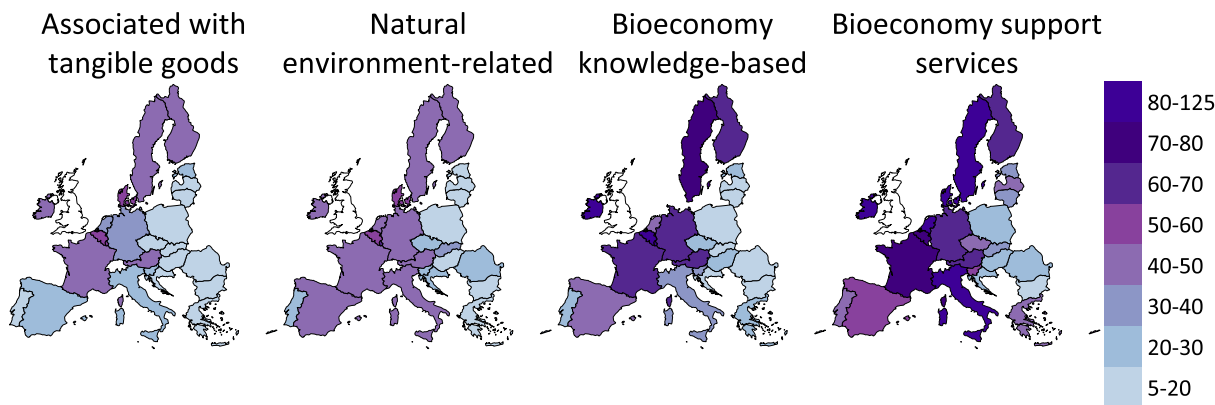 Associated with
tangible goods
Natural
environment-related
Bioeconomy
knowledge-based
Bioeconomy support
services
80-125
70-80
60-70
50-60
40-50
30-40
20-30
5-20